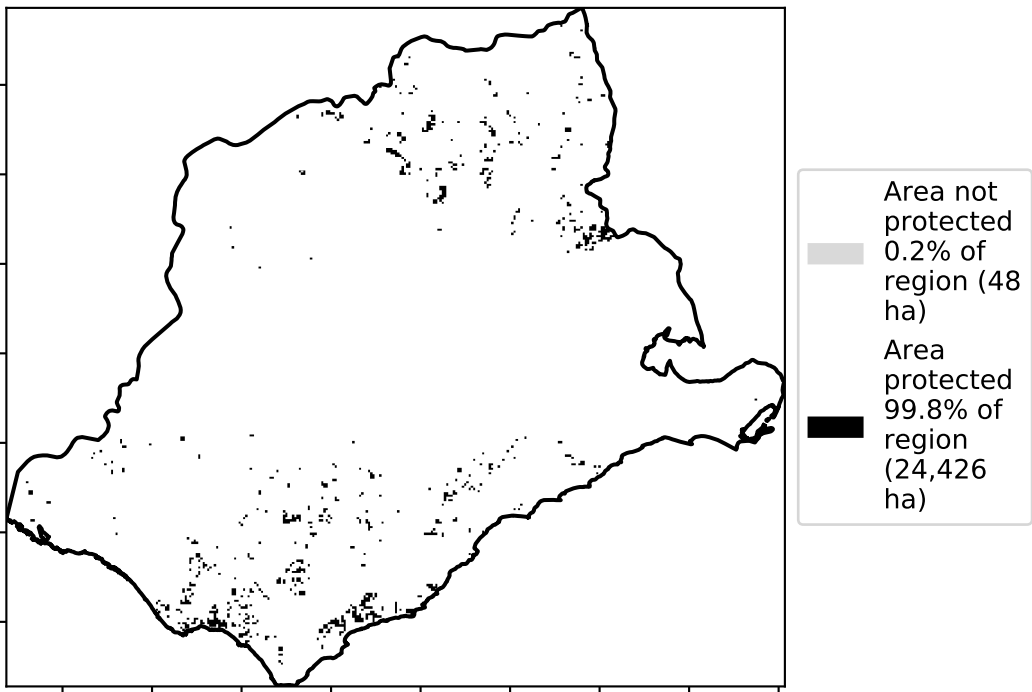 Area not
protected
0.2% of
region (48
ha)
Area
protected
99.8% of
region
(24,426
ha)